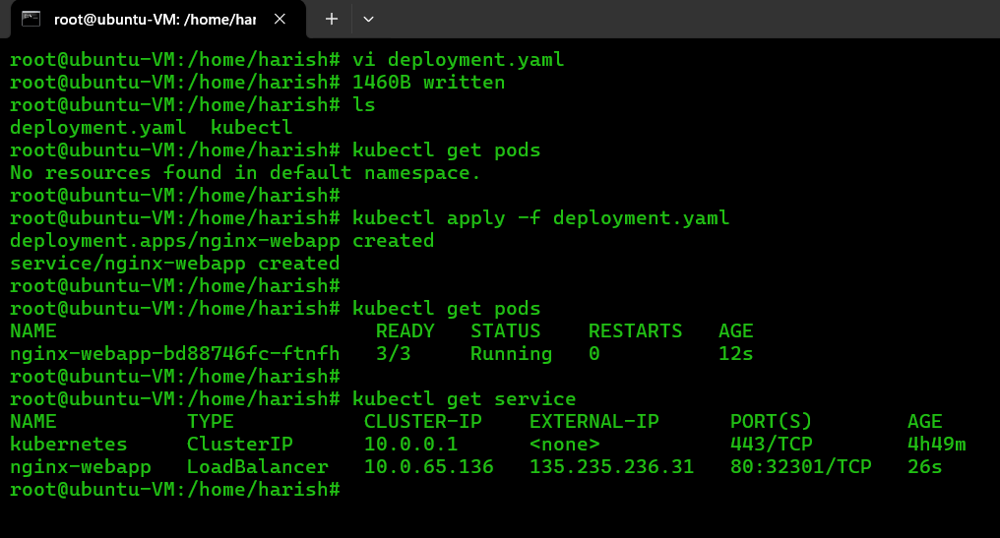 root@ubuntu-VM: /home/har
root@ubuntu-VM:/home/harish# vi deployment.yaml
root@ubuntu-VM:/home/harish# 1460B written
root@ubuntu-VM:/home/harish# ls
deployment.yaml  kubectl
root@ubuntu-VM:/home/harish# kubectl get pods
No resources found in default namespace.
root@ubuntu-VM:/home/harish#
root@ubuntu-VM:/home/harish# kubectl apply -f deployment.yaml
deployment.apps/nginx-webapp created
service/nginx-webapp created
root@ubuntu-VM:/home/harish#
root@ubuntu-VM:/home/harish# kubectl get pods
NAME                           READY   STATUS    RESTARTS   AGE
nginx-webapp-bd88746fc-ftnfh   3/3     Running   0          12s
root@ubuntu-VM:/home/harish#
root@ubuntu-VM:/home/harish# kubectl get service
NAME           TYPE           CLUSTER-IP    EXTERNAL-IP      PORT(S)        AGE
kubernetes     ClusterIP      10.0.0.1      <none>           443/TCP        4h49m
nginx-webapp   LoadBalancer   10.0.65.136   135.235.236.31   80:32301/TCP   26s
root@ubuntu-VM:/home/harish#